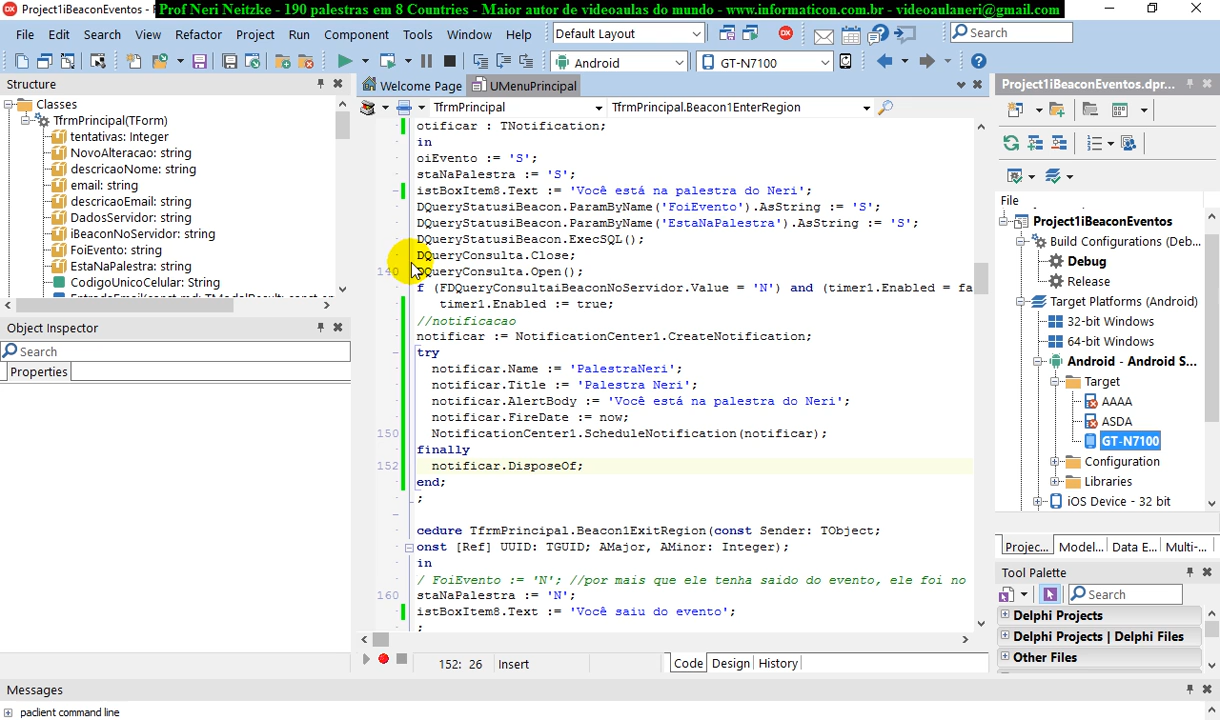 Project1iBeaconEventos -
Prof Neri Neitzke - 190 palestras em 8 Countries - Maior autor de videoaulas do mundo - www.informaticon.com.br - videoaulaneri@gmail.com
File Edit Search View Refactor Project Run Component Tools Window Help Default Layout Search
Android GT-N7100
Structure
Welcome Page UMenuPrincipal
Project1iBeaconEventos.dpr...
Classes
TfrmPrincipal(TForm)
tentativas: Integer
NovoAlteracao: string
descricaoNome: string
email: string
descricaoEmail: string
DadosServidor: string
iBeaconNoServidor: string
FoiEvento: string
EstaNaPalestra: string
CodigoUnicoCelular: String
Object Inspector
Search
Properties
TfrmPrincipal TfrmPrincipal.Beacon1EnterRegion
otificar : TNotification;
in
oiEvento := 'S';
staNaPalestra := 'S';
istBoxItem8.Text := 'Você está na palestra do Neri';
DQueryStatusiBeacon.ParamByName('FoiEvento').AsString := 'S';
DQueryStatusiBeacon.ParamByName('EstaNaPalestra').AsString := 'S';
DQueryStatusiBeacon.ExecSQL();
DQueryConsulta.Close;
140 DQueryConsulta.Open();
f (FDQueryConsultaiBeaconNoServidor.Value = 'N') and (timer1.Enabled = fa
timer1.Enabled := true;
//notificacao
notificar := NotificationCenter1.CreateNotification;
try
notificar.Name := 'PalestraNeri';
notificar.Title := 'Palestra Neri';
notificar.AlertBody := 'Você está na palestra do Neri';
notificar.FireDate := now;
150 NotificationCenter1.ScheduleNotification(notificar);
finally
152 notificar.DisposeOf;
end;
;
cedure TfrmPrincipal.Beacon1ExitRegion(const Sender: TObject;
onst [Ref] UUID: TGUID; AMajor, AMinor: Integer);
in
/ FoiEvento := 'N'; //por mais que ele tenha saido do evento, ele foi no
160 staNaPalestra := 'N';
istBoxItem8.Text := 'Você saiu do evento';
;
152: 26 Insert
Code Design History
File
Project1iBeaconEventos
Build Configurations (Deb...
Debug
Release
Target Platforms (Android)
32-bit Windows
64-bit Windows
Android - Android S...
Target
AAAA
ASDA
GT-N7100
Configuration
Libraries
iOS Device - 32 bit
Projec... Model... Data E... Multi-...
Tool Palette
Search
Delphi Projects
Delphi Projects | Delphi Files
Other Files
Messages
paclient command line